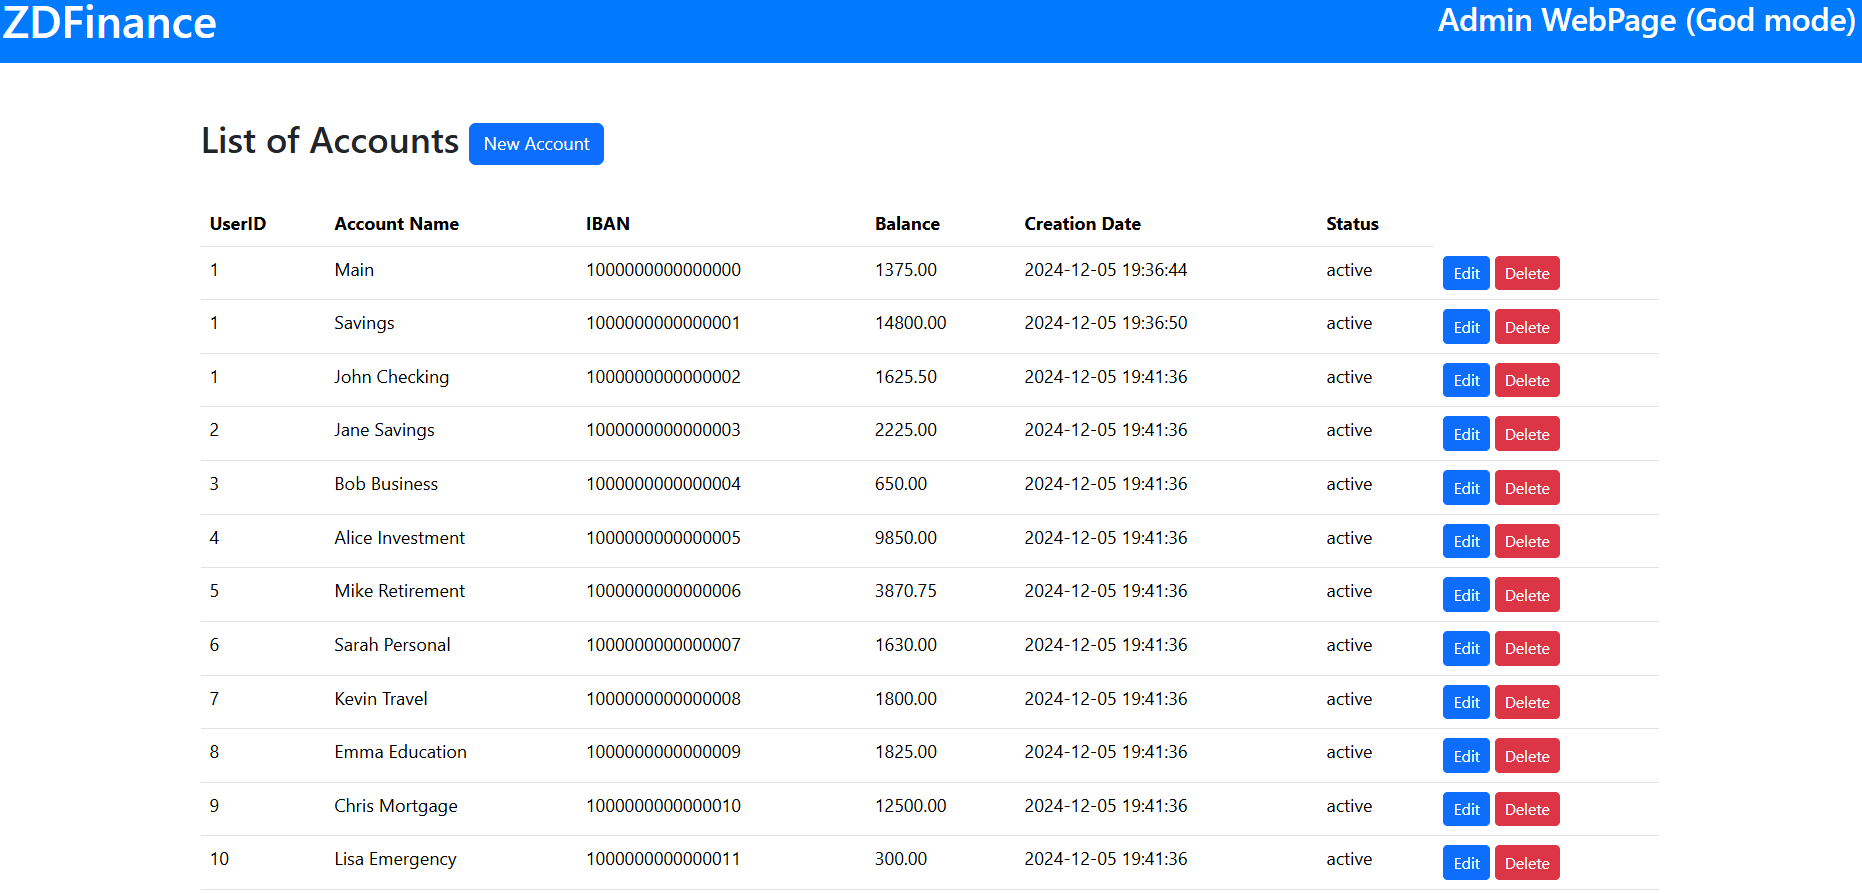 ZDFinance Admin WebPage (God mode)
List of Accounts New Account
UserID Account Name IBAN Balance Creation Date Status
1 Main 1000000000000000 1375.00 2024-12-05 19:36:44 active Edit Delete
1 Savings 1000000000000001 14800.00 2024-12-05 19:36:50 active Edit Delete
1 John Checking 1000000000000002 1625.50 2024-12-05 19:41:36 active Edit Delete
2 Jane Savings 1000000000000003 2225.00 2024-12-05 19:41:36 active Edit Delete
3 Bob Business 1000000000000004 650.00 2024-12-05 19:41:36 active Edit Delete
4 Alice Investment 1000000000000005 9850.00 2024-12-05 19:41:36 active Edit Delete
5 Mike Retirement 1000000000000006 3870.75 2024-12-05 19:41:36 active Edit Delete
6 Sarah Personal 1000000000000007 1630.00 2024-12-05 19:41:36 active Edit Delete
7 Kevin Travel 1000000000000008 1800.00 2024-12-05 19:41:36 active Edit Delete
8 Emma Education 1000000000000009 1825.00 2024-12-05 19:41:36 active Edit Delete
9 Chris Mortgage 1000000000000010 12500.00 2024-12-05 19:41:36 active Edit Delete
10 Lisa Emergency 1000000000000011 300.00 2024-12-05 19:41:36 active Edit Delete